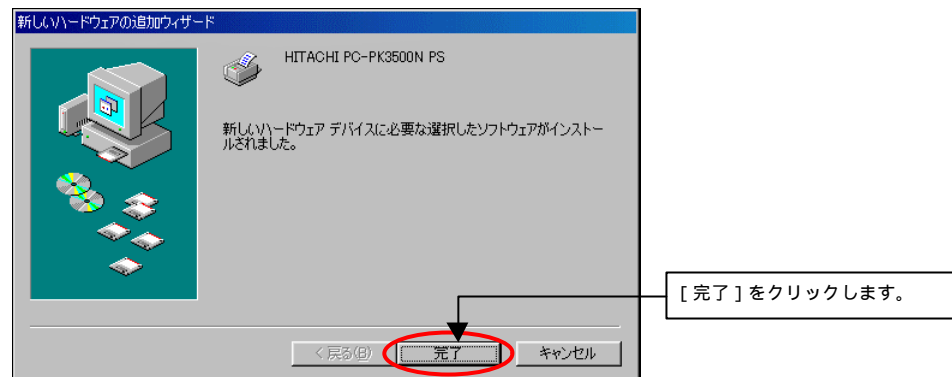 新しいハードウェアの追加ウィザード
HITACHI PC-PK3500N PS
新しいハードウェア デバイスに必要な選択したソフトウェアがインストー
ルされました。
[完了]をクリックします。
< 戻る(B)
完了
キャンセル